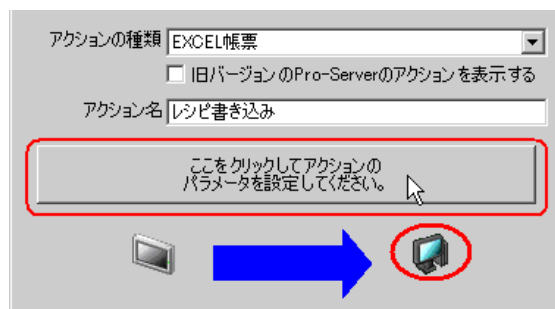 アクションの種類 EXCEL帳票
旧バージョンのPro-Serverのアクションを表示する
アクション名 レシピ書き込み
ここをクリックしてアクションの
パラメータを設定してください。